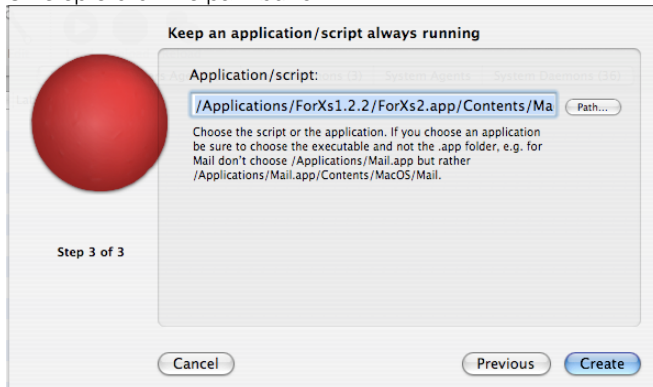 Keep an application/script always running
Application/script:
/Applications/ForXs1.2.2/ForXs2.app/Contents/Ma
Path...
Choose the script or the application. If you choose an application
be sure to choose the executable and not the .app folder, e.g. for
Mail don't choose /Applications/Mail.app but rather
/Applications/Mail.app/Contents/MacOS/Mail.
Step 3 of 3
Cancel
Previous
Create